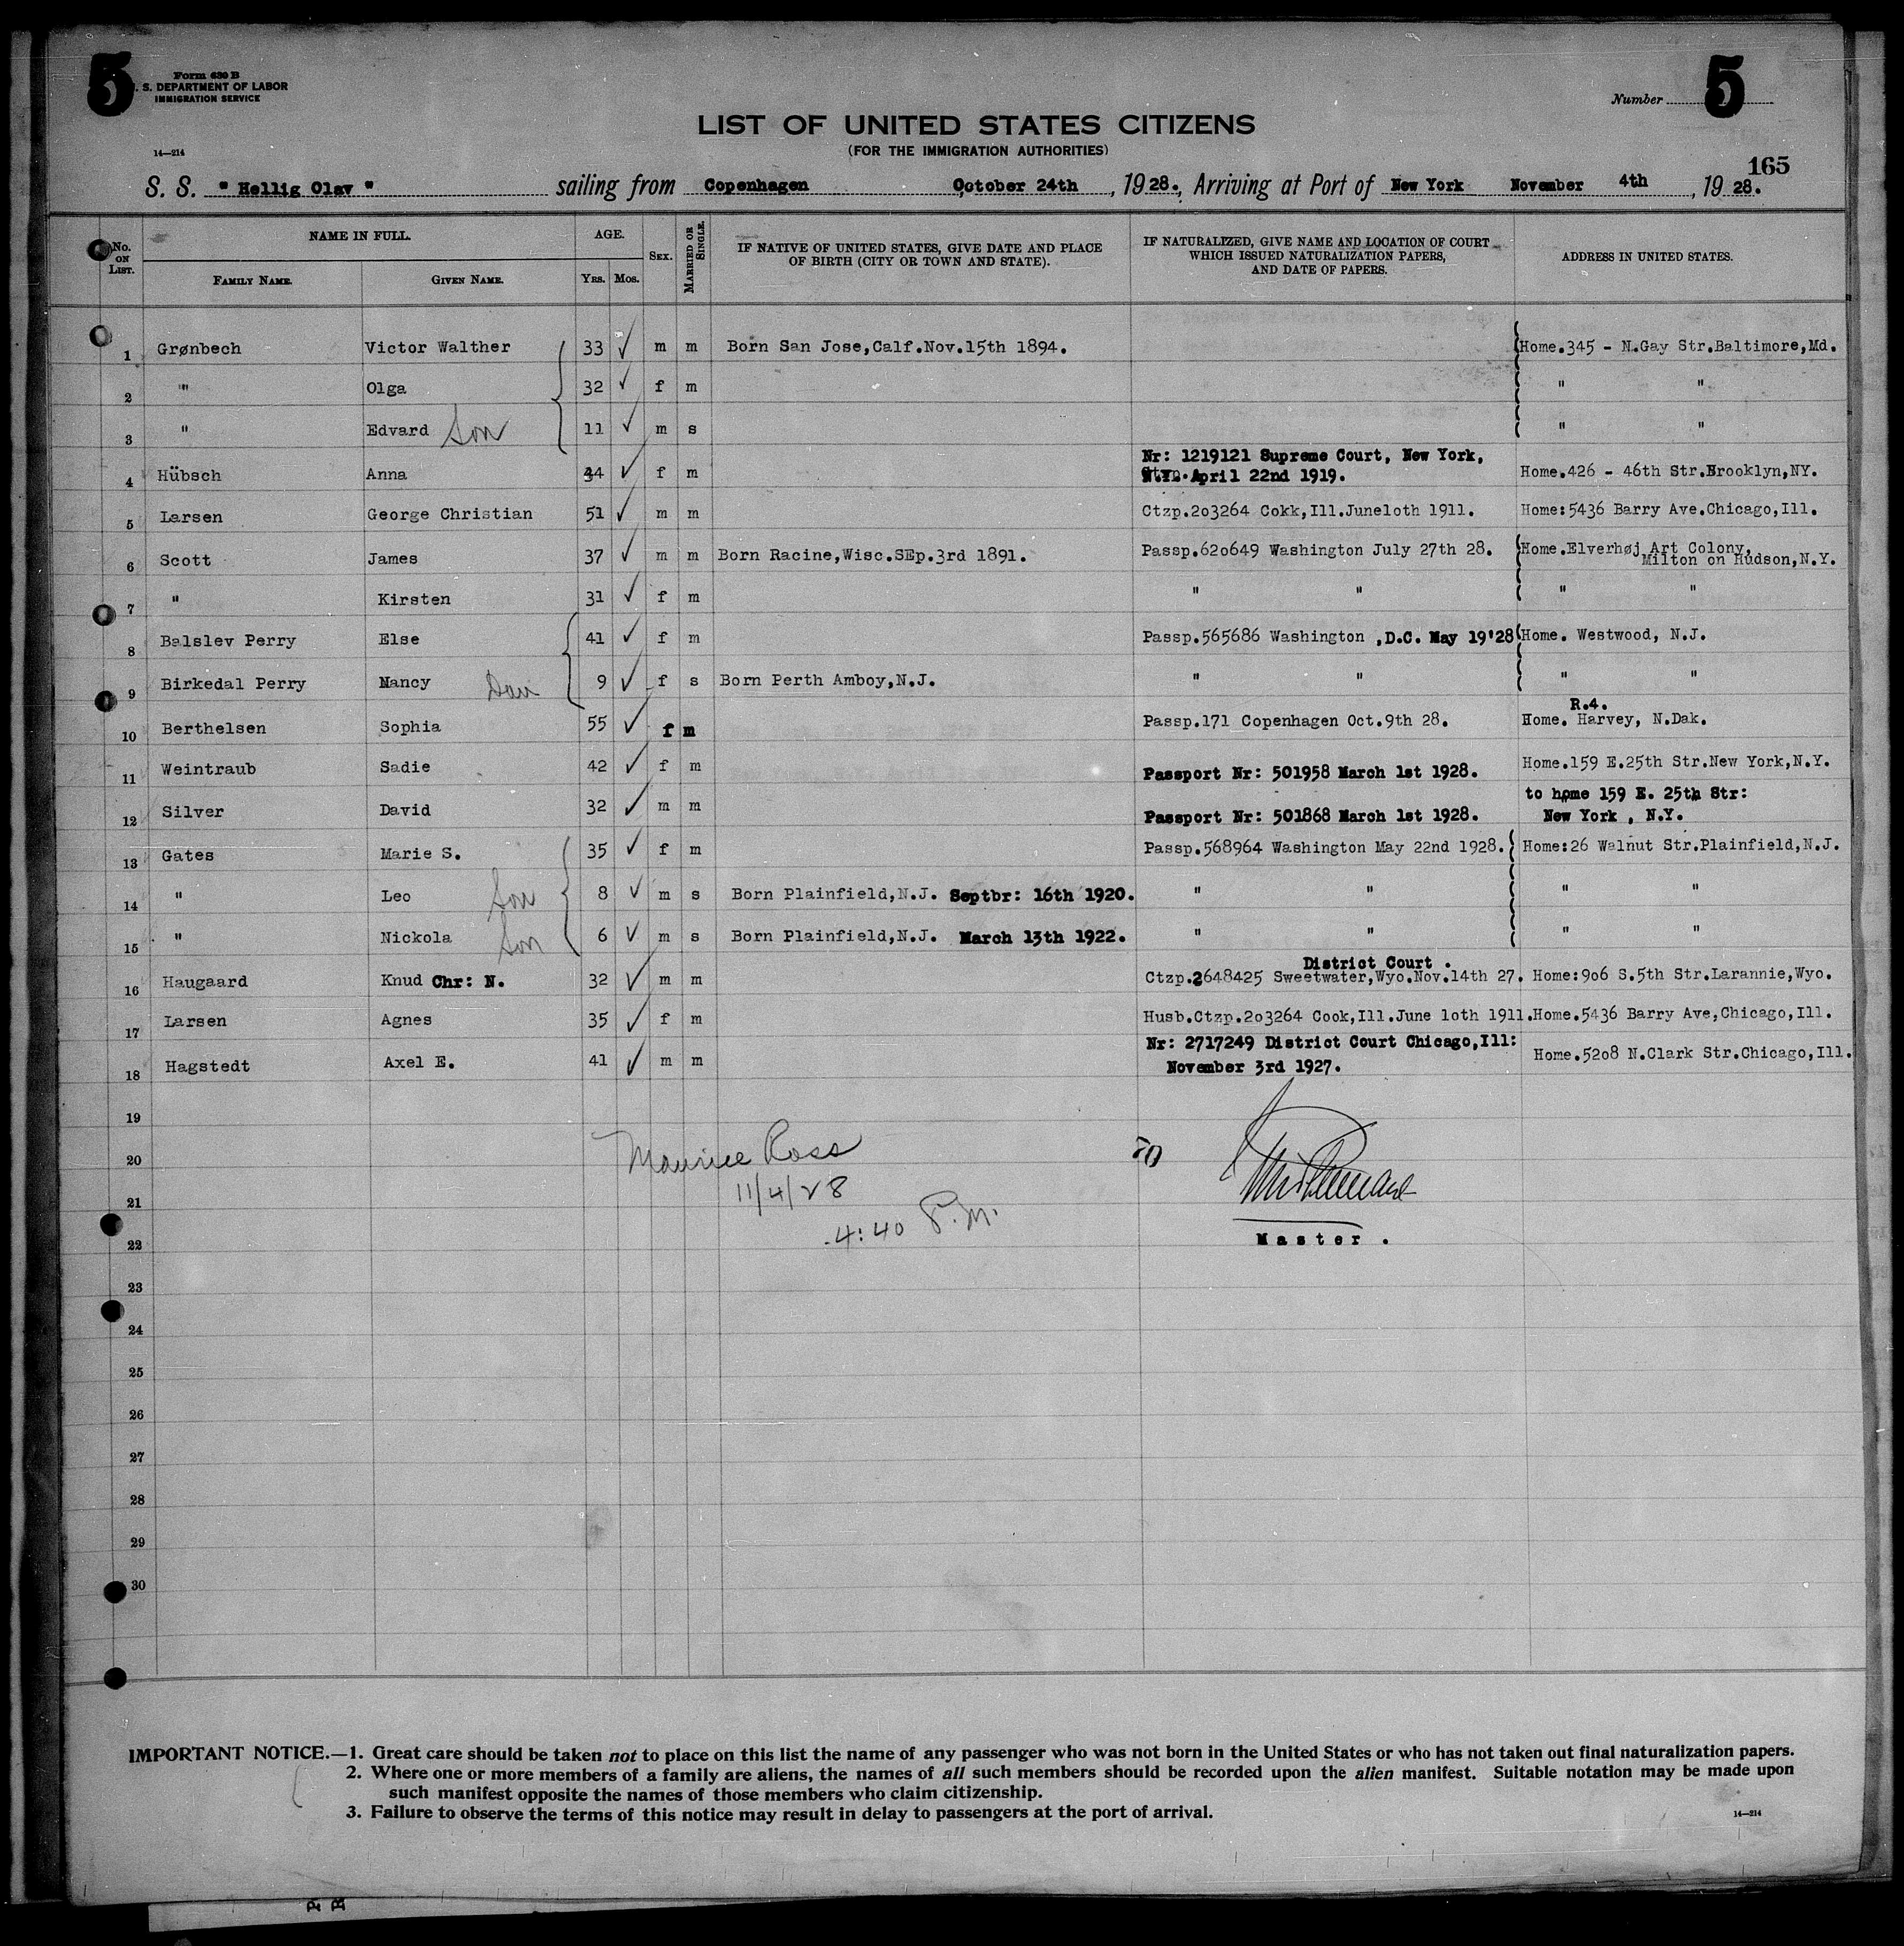 5
Form 630 B
U. S. DEPARTMENT OF LABOR
IMMIGRATION SERVICE
14—214
Number 5
LIST OF UNITED STATES CITIZENS
(FOR THE IMMIGRATION AUTHORITIES)
165
S. S. " Hellig Olav " sailing from Copenhagen October 24th, 1928., Arriving at Port of New York November 4th, 1928.
No. ON LIST.
NAME IN FULL.
FAMILY NAME. GIVEN NAME.
AGE.
YRS. MOS.
SEX.
MARRIED OR SINGLE.
IF NATIVE OF UNITED STATES, GIVE DATE AND PLACE
OF BIRTH (CITY OR TOWN AND STATE).
IF NATURALIZED, GIVE NAME AND LOCATION OF COURT
WHICH ISSUED NATURALIZATION PAPERS,
AND DATE OF PAPERS.
ADDRESS IN UNITED STATES.
1 Grønbech Victor Walther 33 m m Born San Jose,Calf.Nov.15th 1894. Home.345 - N.Gay Str.Baltimore,Md.
2 " Olga 32 f m " "
3 " Edvard Son 11 m s " "
Nr: 1219121 Supreme Court, New York,
4 Hübsch Anna 44 f m April 22nd 1919. Home.426 - 46th Str.Brooklyn,NY.
5 Larsen George Christian 51 m m Ctzp.2o3264 Cokk,Ill.Juneloth 1911. Home:5436 Barry Ave.Chicago,Ill.
6 Scott James 37 m m Born Racine,Wisc.SEp.3rd 1891. Passp.62o649 Washington July 27th 28. Home.Elverhøj Art Colony,
Milton on Hudson,N.Y.
7 " Kirsten 31 f m " " " "
8 Balslev Perry Else 41 f m Passp.565686 Washington ,D.C. May 19'28 Home. Westwood, N.J.
9 Birkedal Perry Nancy Dau 9 f s Born Perth Amboy,N.J. " " " "
R.4.
10 Berthelsen Sophia 55 f m Passp.171 Copenhagen Oct.9th 28. Home. Harvey, N.Dak.
11 Weintraub Sadie 42 f m Passport Nr: 501958 March 1st 1928. Home.159 E.25th Str.New York,N.Y.
to home 159 E. 25th Str:
12 Silver David 32 m m Passport Nr: 501868 March 1st 1928. New York , N.Y.
13 Gates Marie S. 35 f m Passp.568964 Washington May 22nd 1928. Home:26 Walnut Str.Plainfield,N.J.
14 " Leo Son 8 m s Born Plainfield,N.J. Septbr: 16th 1920. " " " "
15 " Nickola Son 6 m s Born Plainfield,N.J. March 13th 1922. " " " "
District Court .
16 Haugaard Knud Chr: N. 32 m m Ctzp.2648425 Sweetwater,Wyo.Nov.14th 27. Home:9o6 S.5th Str.Larannie,Wyo.
17 Larsen Agnes 35 f m Husb.Ctzp.2o3264 Cook,Ill.June 1oth 1911. Home.5436 Barry Ave,Chicago,Ill.
Nr: 2717249 District Court Chicago,Ill:
18 Hagstedt Axel E. 41 m m November 3rd 1927. Home.52o8 N.Clark Str.Chicago,Ill.
19
20
21
22
23
24
25
26
27
28
29
30
Maurice Ross
11/4/28
4:40 P.M.
Master .
IMPORTANT NOTICE.—1. Great care should be taken not to place on this list the name of any passenger who was not born in the United States or who has not taken out final naturalization papers.
2. Where one or more members of a family are aliens, the names of all such members should be recorded upon the alien manifest. Suitable notation may be made upon
such manifest opposite the names of those members who claim citizenship.
3. Failure to observe the terms of this notice may result in delay to passengers at the port of arrival.
14—214